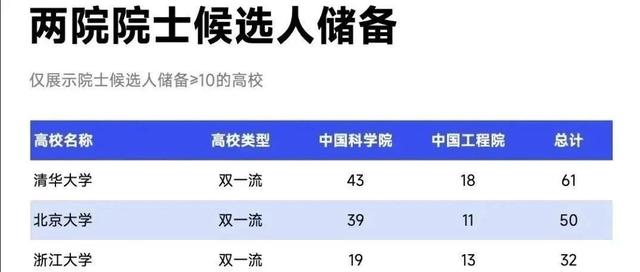 两院院士候选人储备
仅展示院士候选人储备≥10的高校
高校名称 高校类型 中国科学院 中国工程院 总计
清华大学 双一流 43 18 61
北京大学 双一流 39 11 50
浙江大学 双一流 19 13 32